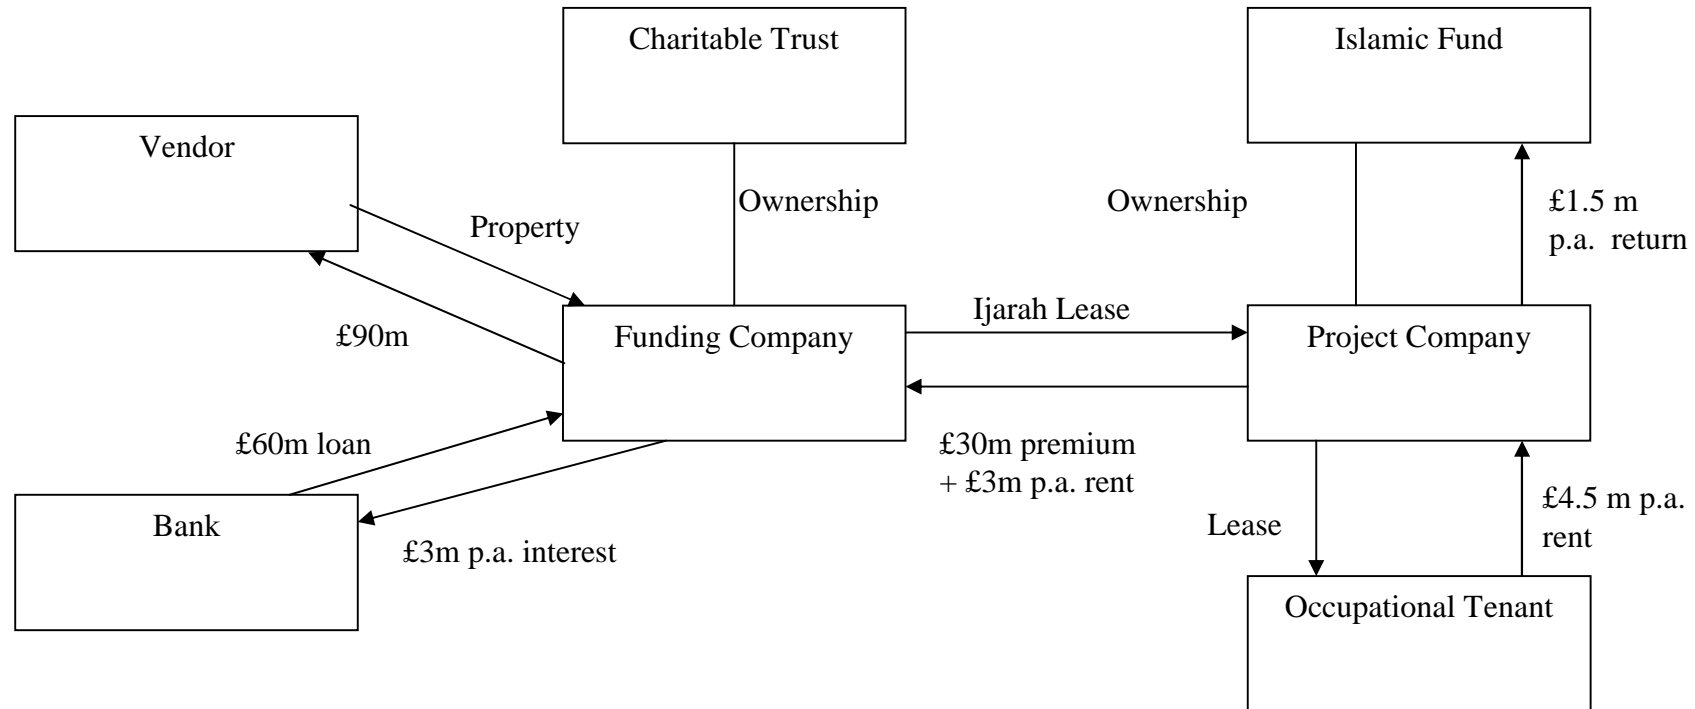 Charitable Trust
Islamic Fund
Vendor
Ownership
Ownership
£1.5 m
p.a.  return
Property
£90m
Funding Company
Ijarah Lease
Project Company
£60m loan
£30m premium
+ £3m p.a. rent
Bank
£3m p.a. interest
Lease
£4.5 m p.a.
rent
Occupational Tenant